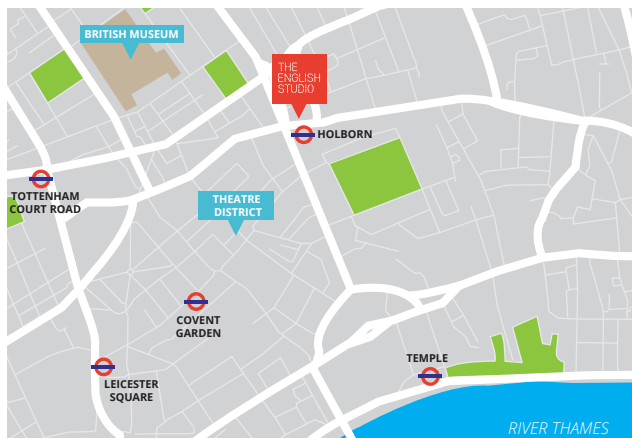 BRITISH MUSEUM
THE
ENGLISH
STUDIO
HOLBORN
TOTTENHAM
COURT ROAD
THEATRE
DISTRICT
COVENT
GARDEN
TEMPLE
LEICESTER
SQUARE
RIVER THAMES